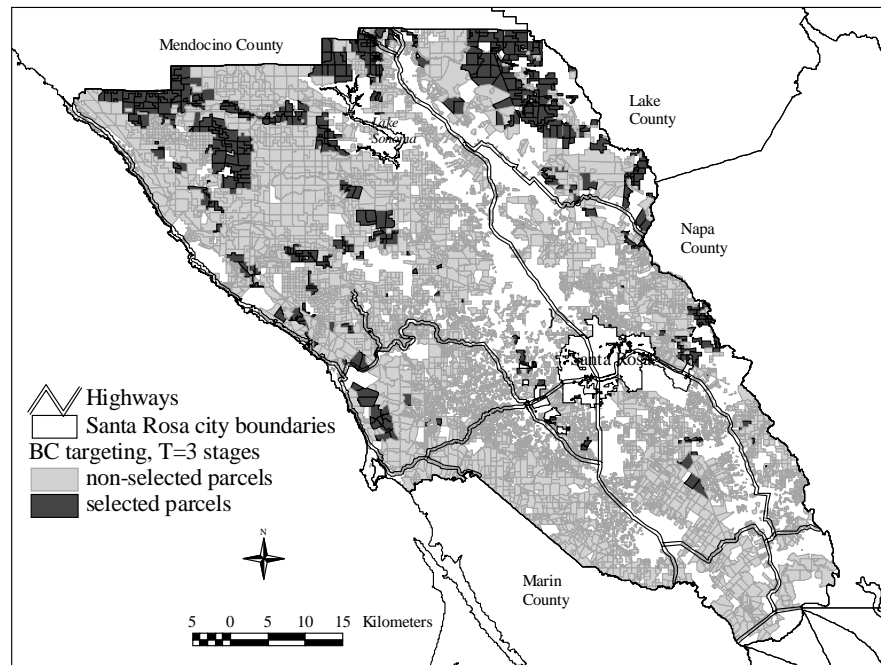 Mendocino County
Lake
County
Lake
Sonoma
Napa
County
Santa Rosa
Highways
Santa Rosa city boundaries
BC targeting, T=3 stages
non-selected parcels
selected parcels
N
Marin
County
5 0 5 10 15 Kilometers